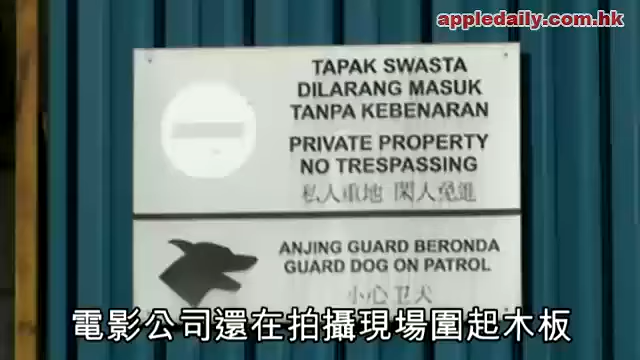 appledaily.com.hk
TAPAK SWASTA
DILARANG MASUK
TANPA KEBENARAN
PRIVATE PROPERTY
NO TRESPASSING
私人重地 閑人免進
ANJING GUARD BERONDA
GUARD DOG ON PATROL
小心 卫犬
電影公司還在拍攝現場圍起木板